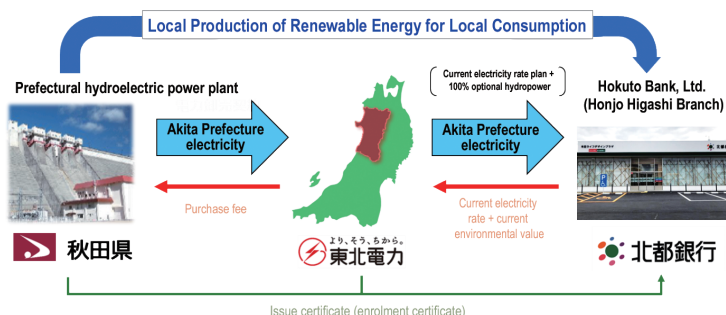 Local Production of Renewable Energy for Local Consumption
Prefectural hydroelectric power plant
Current electricity rate plan +
100% optional hydropower
Hokuto Bank, Ltd.
(Honjo Higashi Branch)
Akita Prefecture
electricity
Akita Prefecture
electricity
Purchase fee
Current electricity
rate + current
environmental value
秋田県
より、そう、ちから。
東北電力
北都銀行
Issue certificate (enrolment certificate)